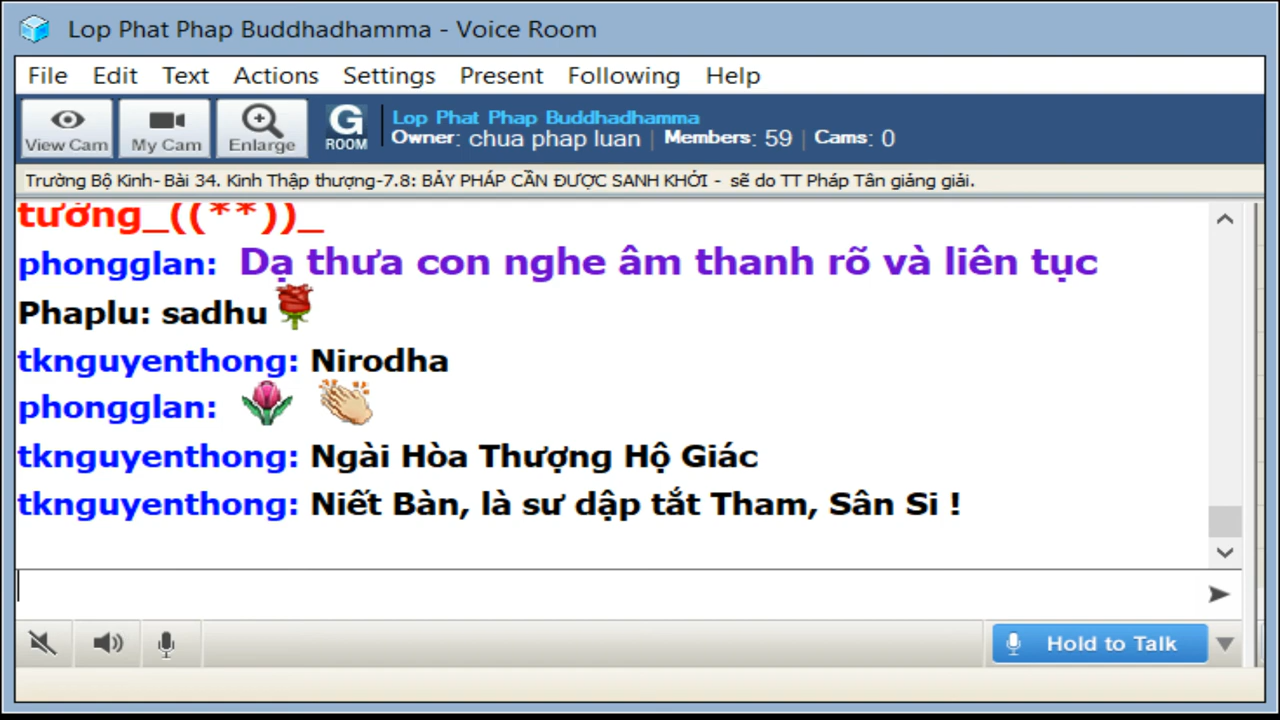 Lop Phat Phap Buddhadhamma - Voice Room
File Edit Text Actions Settings Present Following Help
View Cam My Cam Enlarge G ROOM
Lop Phat Phap Buddhadhamma
Owner: chua phap luan | Members: 59 | Cams: 0
Trường Bộ Kinh- Bài 34. Kinh Thập thượng-7.8: BẢY PHÁP CẦN ĐƯỢC SANH KHỞI - sẽ do TT Pháp Tân giảng giải.
tường_((**))_
phongglan: Dạ thưa con nghe âm thanh rõ và liên tục
Phaplu: sadhu
tknguyenthong: Nirodha
phongglan:
tknguyenthong: Ngài Hòa Thượng Hộ Giác
tknguyenthong: Niết Bàn, là sư dập tắt Tham, Sân Si !
Hold to Talk